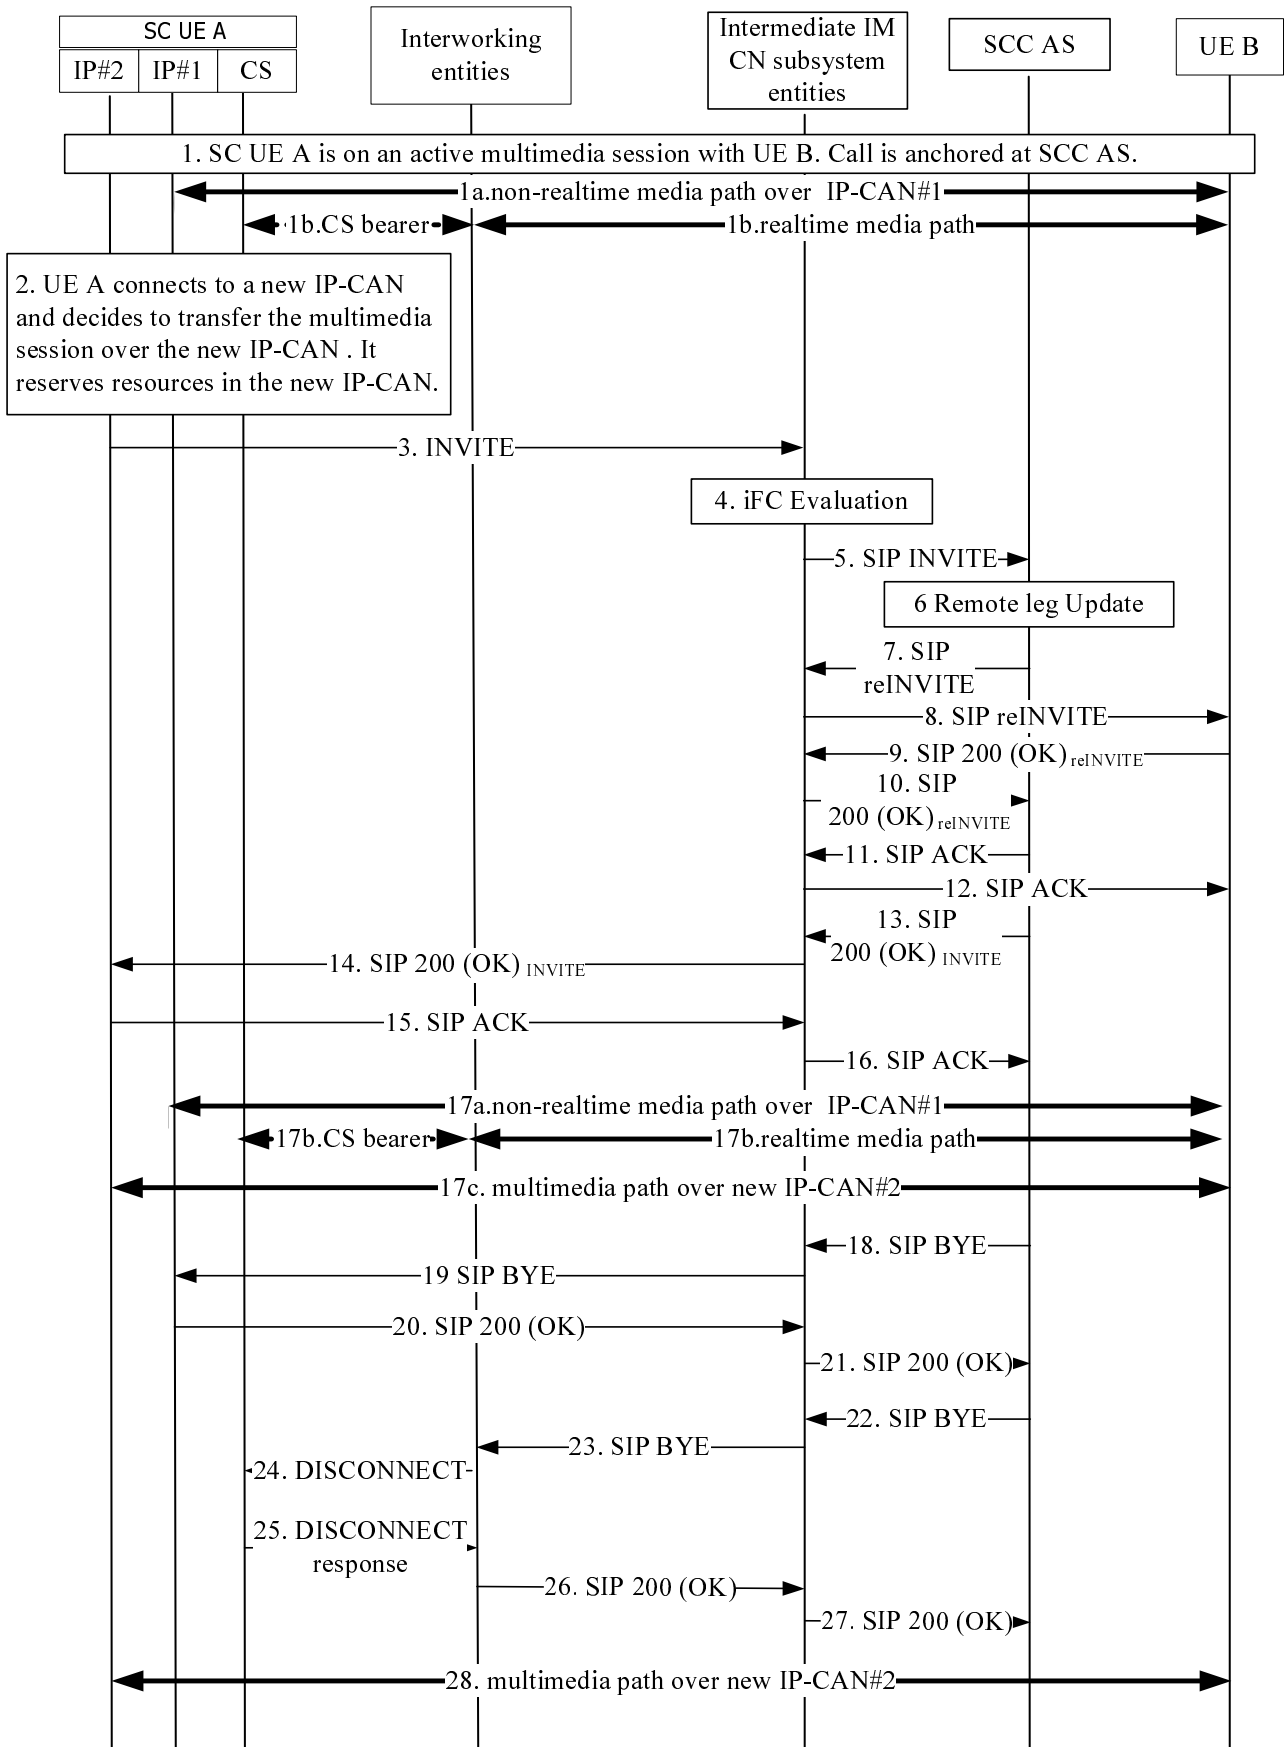 SC UE A
IP#2
IP#1
CS
Interworking
entities
Intermediate IM
CN subsystem
entities
SCC AS
UE B
1. SC UE A is on an active multimedia session with UE B. Call is anchored at SCC AS.
1a.non-realtime media path over IP-CAN#1
1b.CS bearer
1b.realtime media path
2. UE A connects to a new IP-CAN
and decides to transfer the multimedia
session over the new IP-CAN . It
reserves resources in the new IP-CAN.
3. INVITE
4. iFC Evaluation
5. SIP INVITE
6 Remote leg Update
7. SIP
reINVITE
8. SIP reINVITE
9. SIP 200 (OK) reINVITE
10. SIP
200 (OK) reINVITE
11. SIP ACK
12. SIP ACK
13. SIP
200 (OK) INVITE
14. SIP 200 (OK) INVITE
15. SIP ACK
16. SIP ACK
17a.non-realtime media path over IP-CAN#1
17b.CS bearer
17b.realtime media path
17c. multimedia path over new IP-CAN#2
18. SIP BYE
19 SIP BYE
20. SIP 200 (OK)
21. SIP 200 (OK)
22. SIP BYE
23. SIP BYE
24. DISCONNECT
25. DISCONNECT
response
26. SIP 200 (OK)
27. SIP 200 (OK)
28. multimedia path over new IP-CAN#2